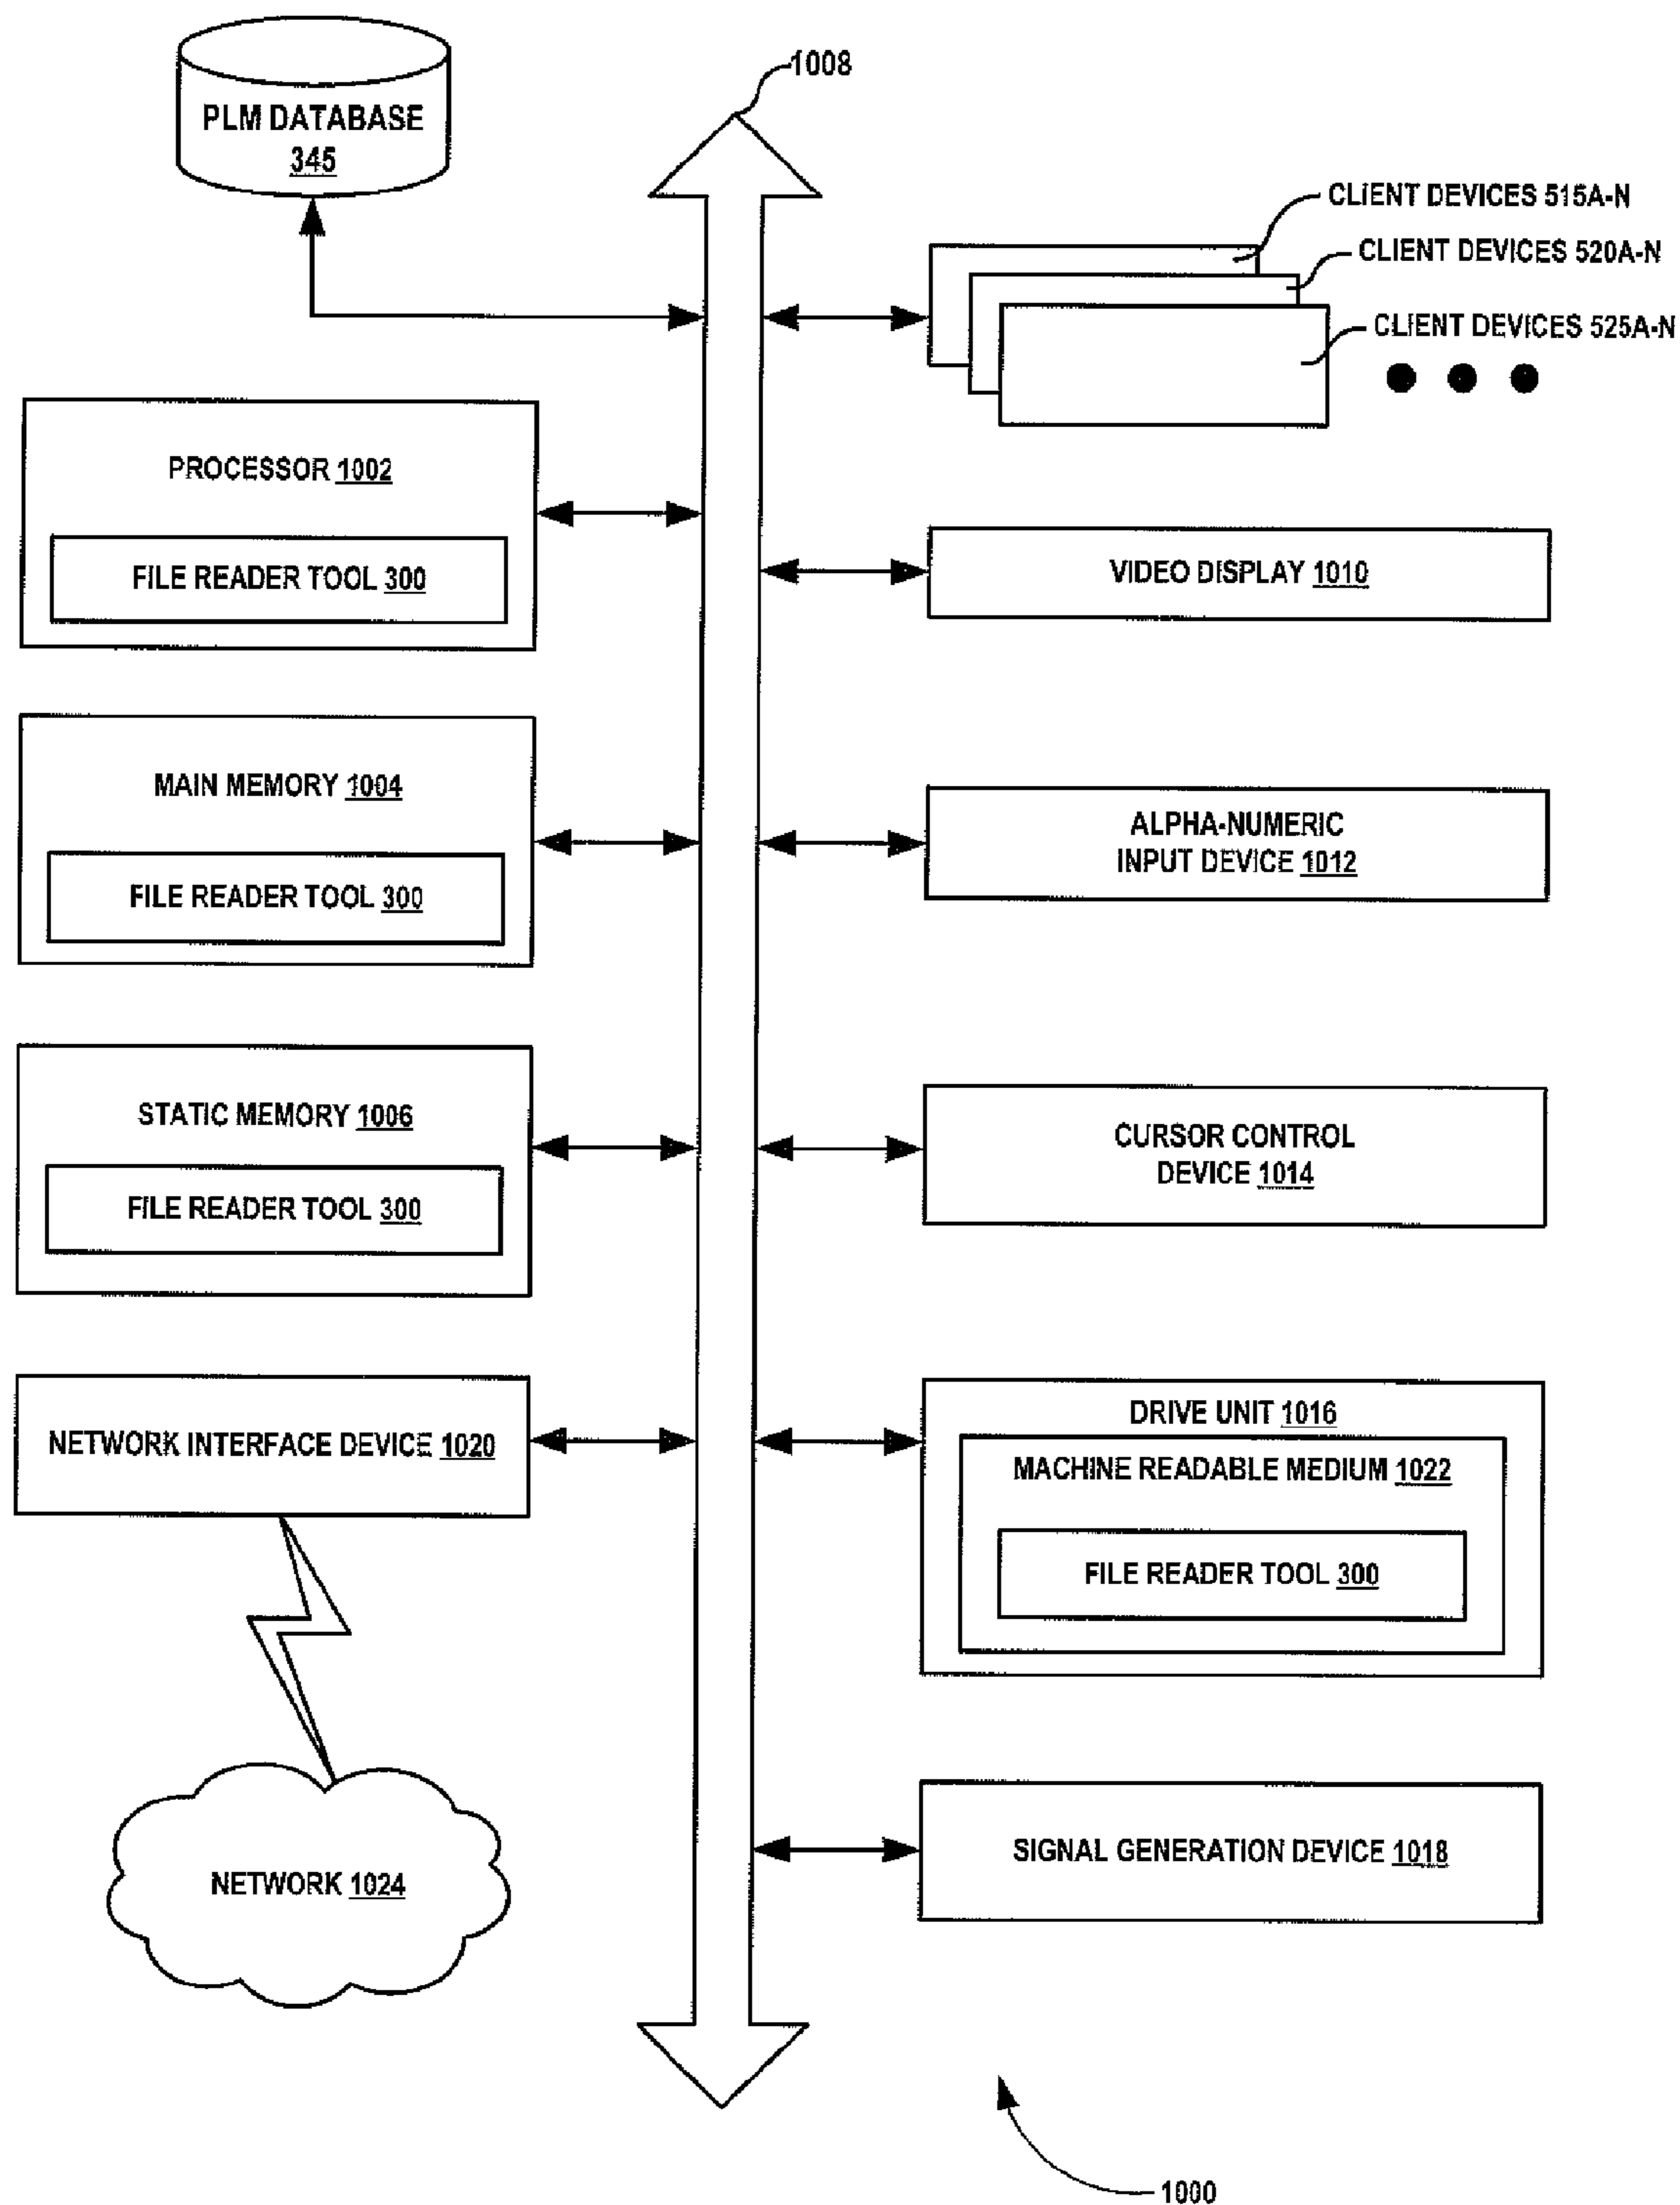 1008
PLM DATABASE
345
CLIENT DEVICES 515A-N
CLIENT DEVICES 520A-N
CLIENT DEVICES 525A-N
PROCESSOR 1002
FILE READER TOOL 300
VIDEO DISPLAY 1010
MAIN MEMORY 1004
FILE READER TOOL 300
ALPHA-NUMERIC
INPUT DEVICE 1012
STATIC MEMORY 1006
FILE READER TOOL 300
CURSOR CONTROL
DEVICE 1014
NETWORK INTERFACE DEVICE 1020
DRIVE UNIT 1016
MACHINE READABLE MEDIUM 1022
FILE READER TOOL 300
NETWORK 1024
SIGNAL GENERATION DEVICE 1018
1000